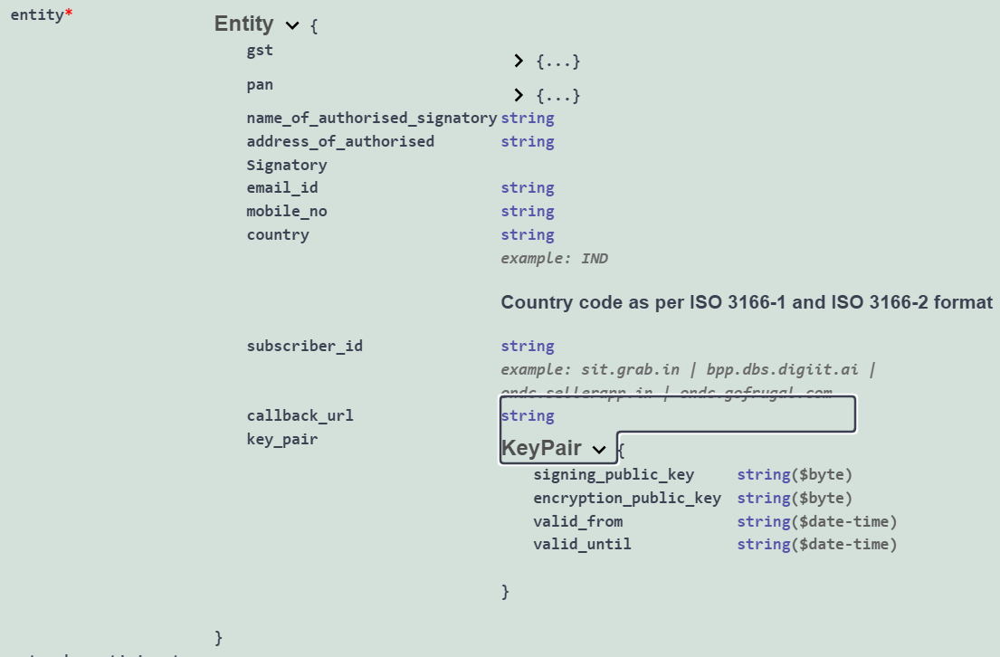 entity*
Entity {
gst {...}
pan {...}
name_of_authorised_signatory string
address_of_authorised string
Signatory
email_id string
mobile_no string
country string
example: IND
Country code as per ISO 3166-1 and ISO 3166-2 format
subscriber_id string
example: sit.grab.in | bpp.dbs.digiit.ai |
ondc.sellerapp.in | ondc.gofrugal.com
callback_url string
key_pair KeyPair {
signing_public_key string($byte)
encryption_public_key string($byte)
valid_from string($date-time)
valid_until string($date-time)
}
}